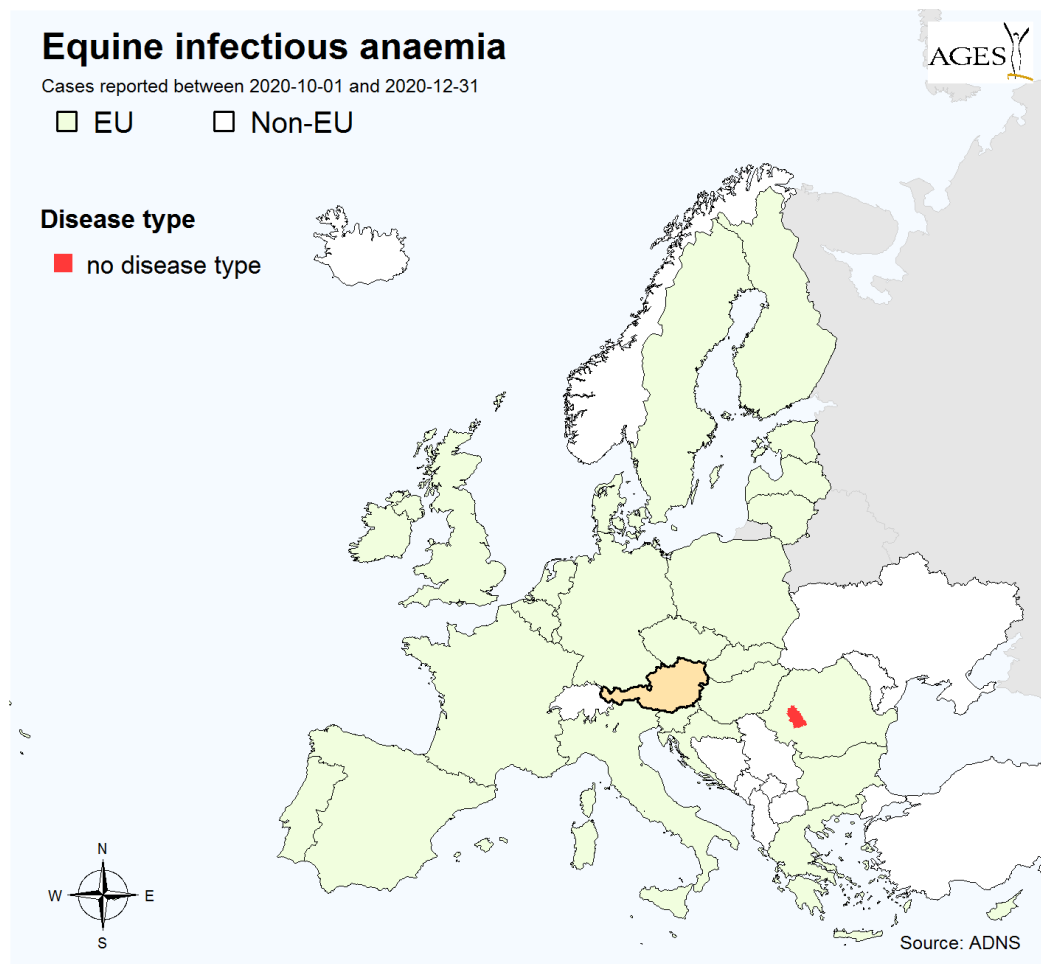 Equine infectious anaemia
Cases reported between 2020-10-01 and 2020-12-31
EU Non-EU
AGES
Disease type
no disease type
N
W E
S
Source: ADNS